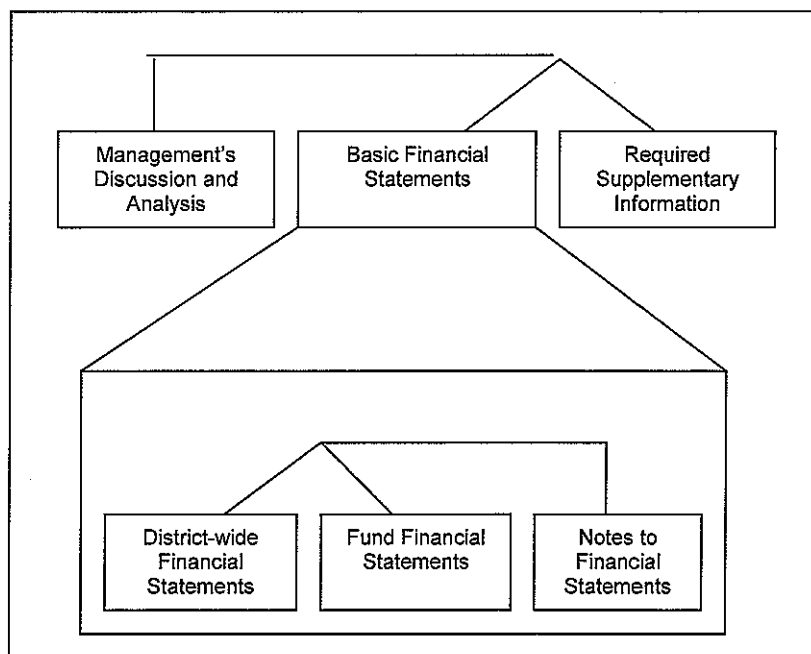 Management's
Discussion and
Analysis
Basic Financial
Statements
Required
Supplementary
Information
District-wide
Financial
Statements
Fund Financial
Statements
Notes to
Financial
Statements